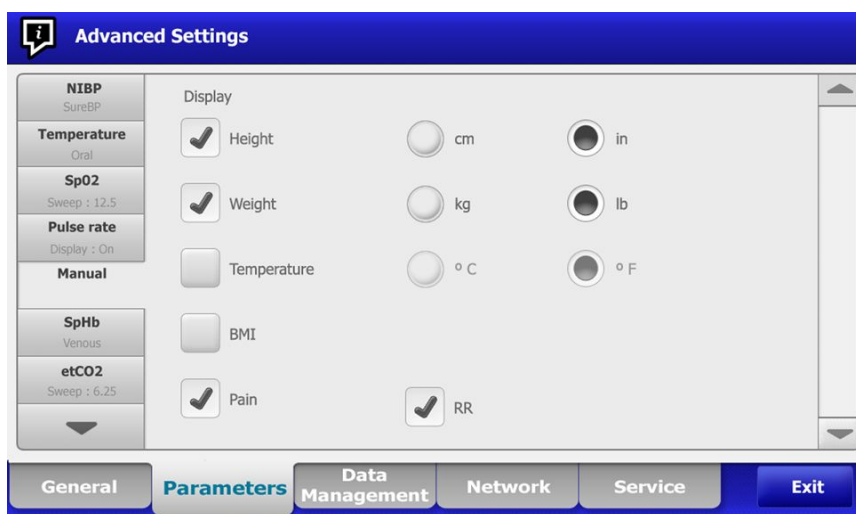 Advanced Settings
NIBP
SureBP
Temperature
Oral
Sp02
Sweep : 12.5
Pulse rate
Display : On
Manual
SpHb
Venous
etCO2
Sweep : 6.25
Display
Height cm in
Weight kg lb
Temperature º C º F
BMI
Pain RR
General Parameters Data Management Network Service Exit